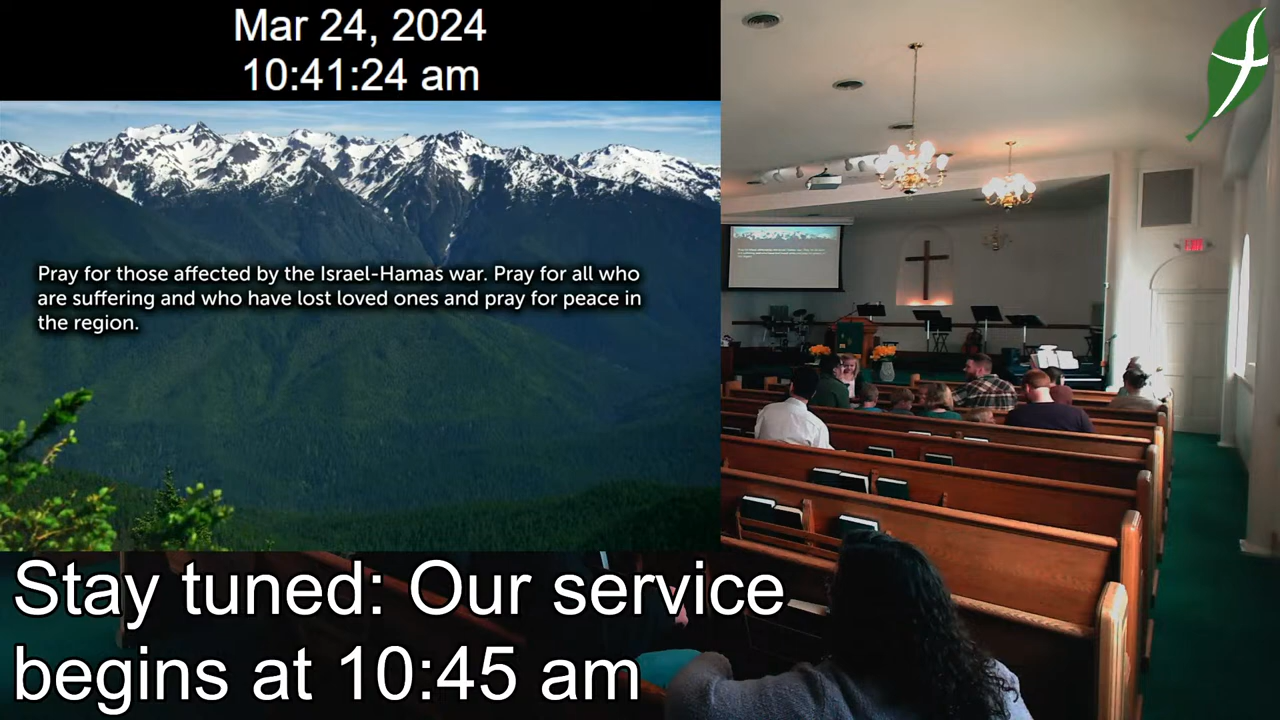 Mar 24, 2024
10:41:24 am
Pray for those affected by the Israel-Hamas war. Pray for all who
are suffering and who have lost loved ones and pray for peace in
the region.
EXIT
Stay tuned: Our service
begins at 10:45 am